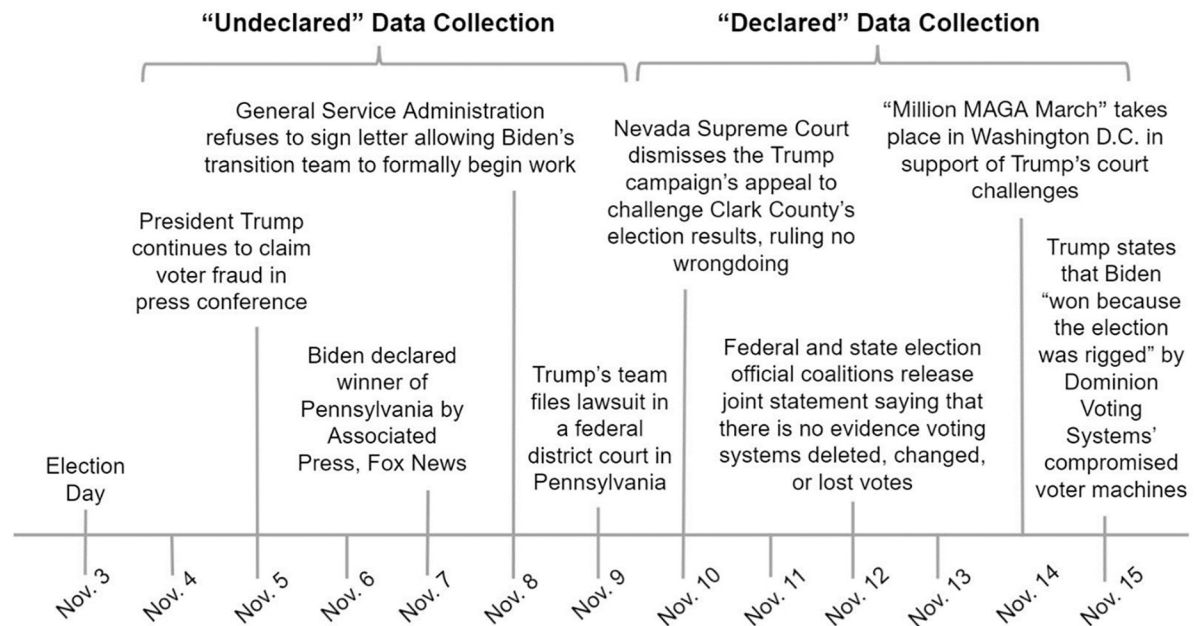 “Undeclared” Data Collection
“Declared” Data Collection
General Service Administration
refuses to sign letter allowing Biden’s
transition team to formally begin work
“Million MAGA March” takes
place in Washington D.C. in
support of Trump’s court
challenges
Nevada Supreme Court
dismisses the Trump
campaign’s appeal to
challenge Clark County’s
election results, ruling no
wrongdoing
President Trump
continues to claim
voter fraud in
press conference
Trump states
that Biden
“won because
the election
was rigged” by
Dominion
Voting
Systems’
compromised
voter machines
Biden declared
winner of
Pennsylvania by
Associated
Press, Fox News
Trump’s team
files lawsuit in
a federal
district court in
Pennsylvania
Federal and state election
official coalitions release
joint statement saying that
there is no evidence voting
systems deleted, changed,
or lost votes
Election
Day
Nov. 3
Nov. 4
Nov. 5
Nov. 6
Nov. 7
Nov. 8
Nov. 9
Nov. 10
Nov. 11
Nov. 12
Nov. 13
Nov. 14
Nov. 15